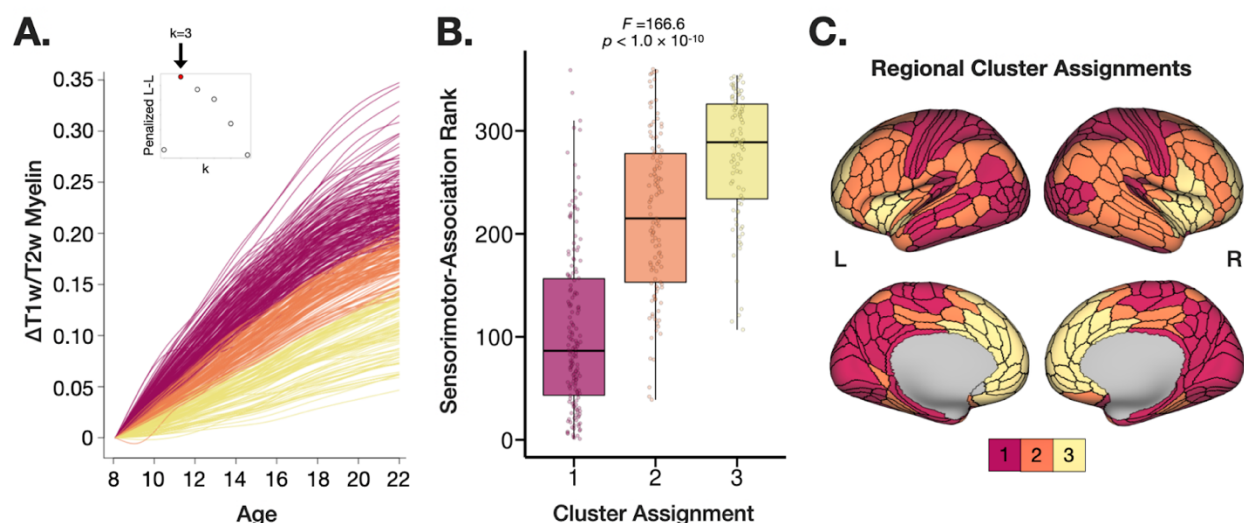 A.
k=3
Penalized L-L
k
ΔT1w/T2w Myelin
0.35
0.30
0.25
0.20
0.15
0.10
0.05
0
8 10 12 14 16 18 20 22
Age
B.
F =166.6
p < 1.0 × 10⁻¹⁰
Sensorimotor-Association Rank
300
200
100
0
1 2 3
Cluster Assignment
C.
Regional Cluster Assignments
L R
1 2 3